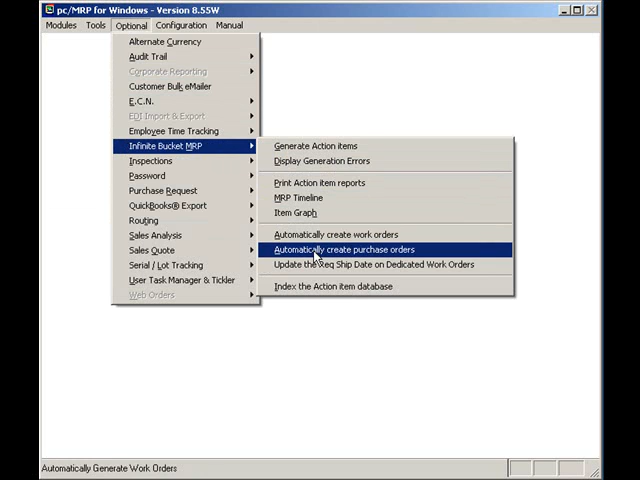 pc/MRP for Windows - Version 8.55W
Modules Tools Optional Configuration Manual
Alternate Currency
Audit Trail
Corporate Reporting
Customer Bulk eMailer
E.C.N.
EDI Import & Export
Employee Time Tracking
Infinite Bucket MRP
Inspections
Password
Purchase Request
QuickBooks® Export
Routing
Sales Analysis
Sales Quote
Serial / Lot Tracking
User Task Manager & Tickler
Web Orders
Generate Action items
Display Generation Errors
Print Action item reports
MRP Timeline
Item Graph
Automatically create work orders
Automatically create purchase orders
Update the Req Ship Date on Dedicated Work Orders
Index the Action item database
Automatically Generate Work Orders